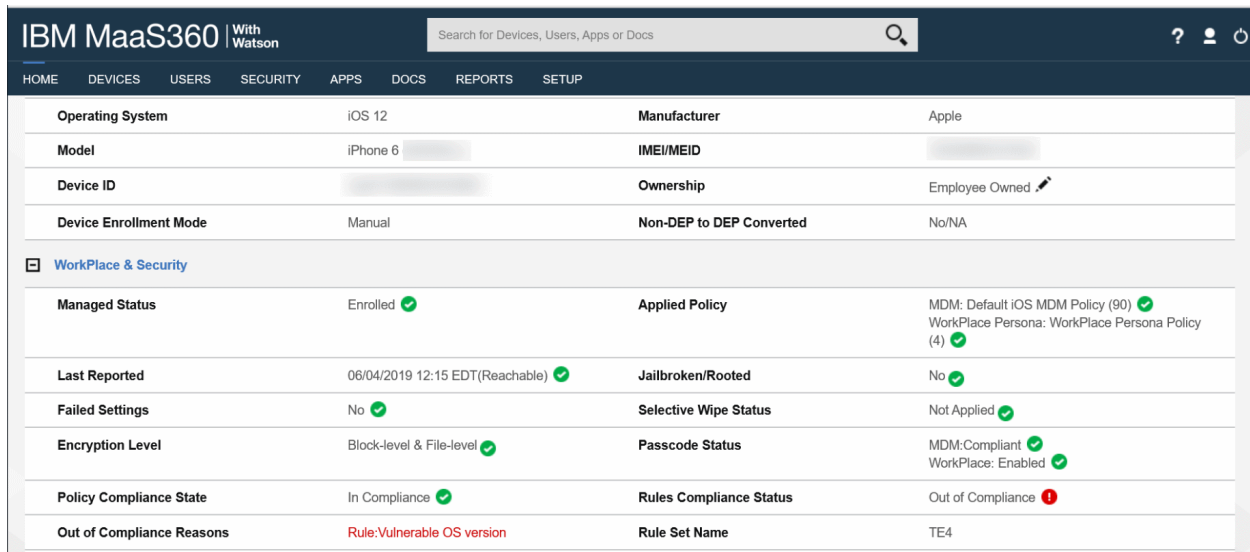 IBM MaaS360 With Watson
Search for Devices, Users, Apps or Docs
?
HOME DEVICES USERS SECURITY APPS DOCS REPORTS SETUP
Operating System iOS 12 Manufacturer Apple
Model iPhone 6 IMEI/MEID
Device ID Ownership Employee Owned
Device Enrollment Mode Manual Non-DEP to DEP Converted No/NA
WorkPlace & Security
Managed Status Enrolled Applied Policy MDM: Default iOS MDM Policy (90)
WorkPlace Persona: WorkPlace Persona Policy
(4)
Last Reported 06/04/2019 12:15 EDT(Reachable) Jailbroken/Rooted No
Failed Settings No Selective Wipe Status Not Applied
Encryption Level Block-level & File-level Passcode Status MDM:Compliant
WorkPlace: Enabled
Policy Compliance State In Compliance Rules Compliance Status Out of Compliance
Out of Compliance Reasons Rule:Vulnerable OS version Rule Set Name TE4